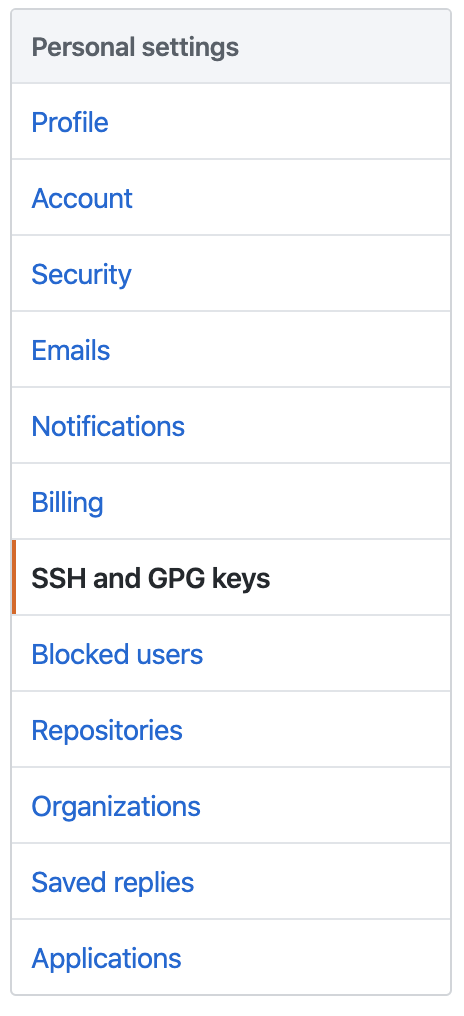 Personal settings
Profile
Account
Security
Emails
Notifications
Billing
SSH and GPG keys
Blocked users
Repositories
Organizations
Saved replies
Applications